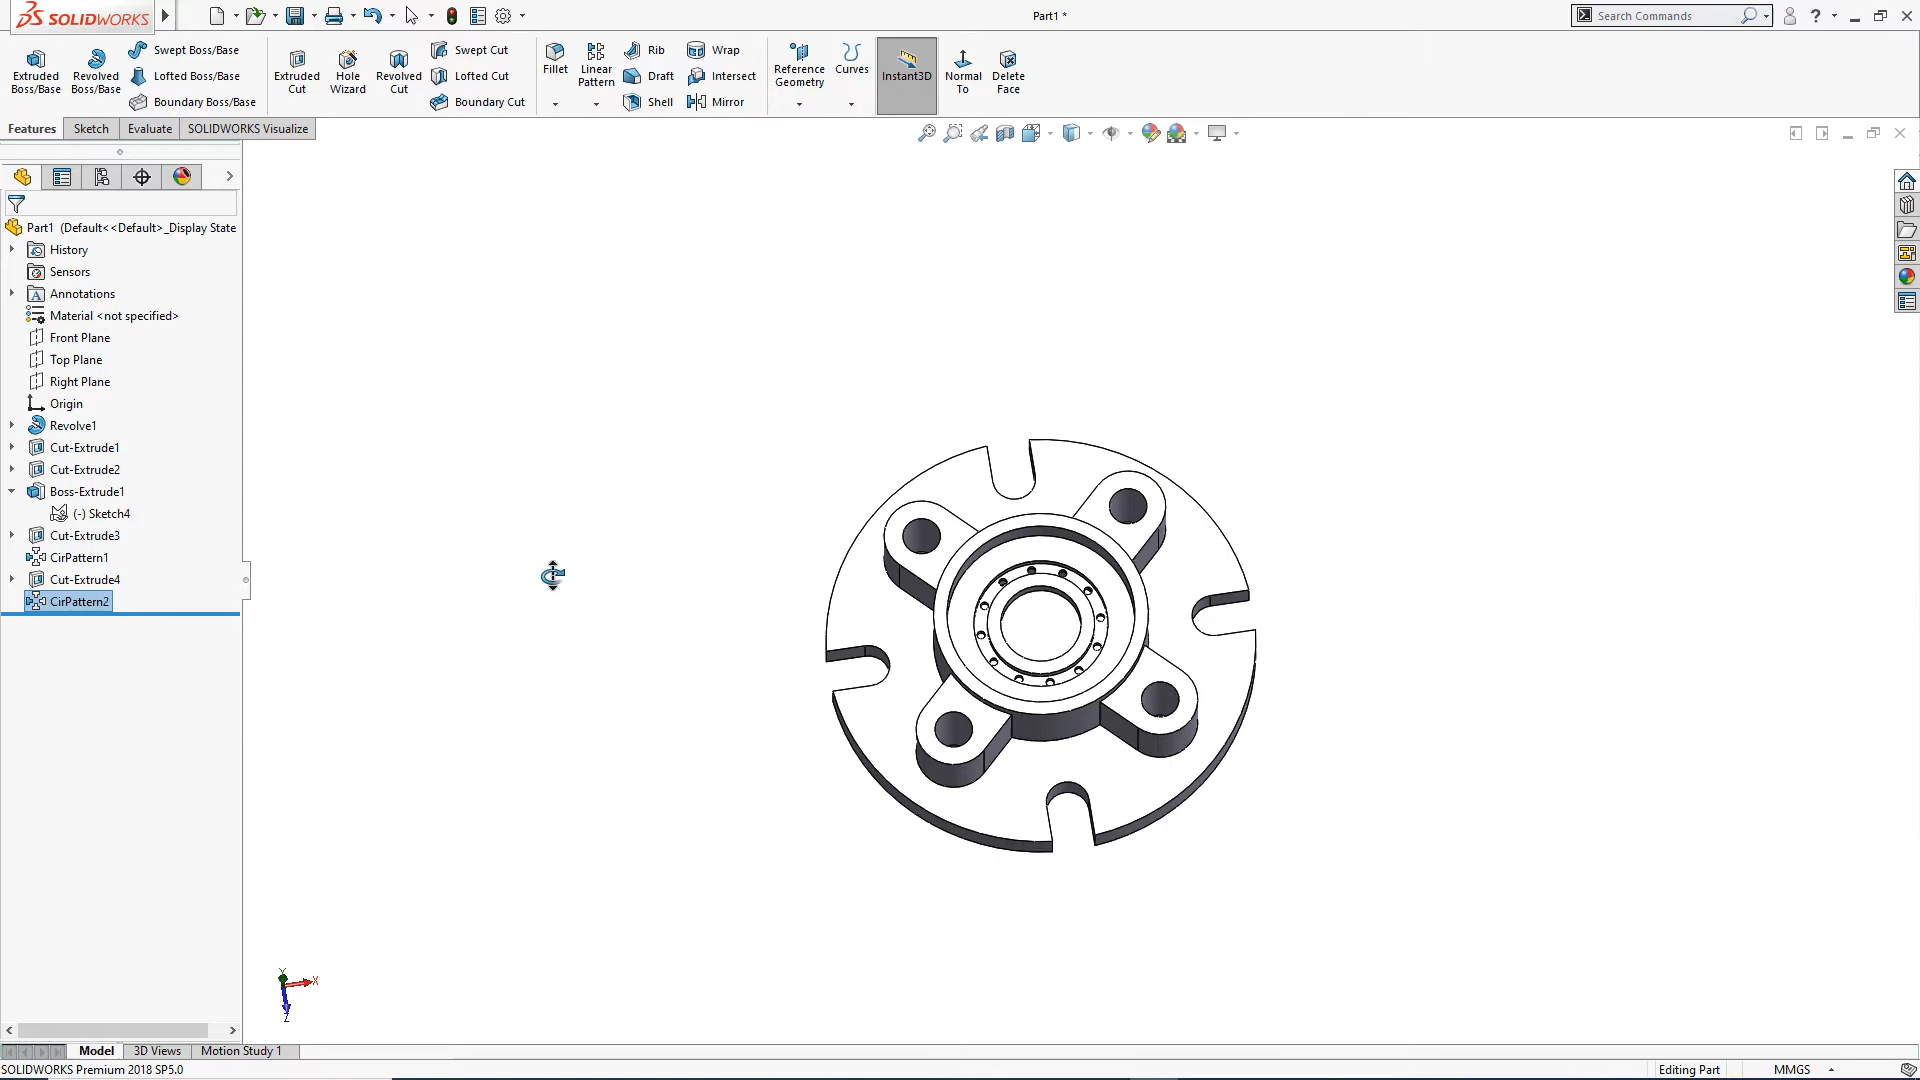 SOLIDWORKS
Part1 *
Search Commands
Extruded Boss/Base
Revolved Boss/Base
Swept Boss/Base
Lofted Boss/Base
Boundary Boss/Base
Extruded Cut
Hole Wizard
Revolved Cut
Swept Cut
Lofted Cut
Boundary Cut
Fillet
Linear Pattern
Rib
Draft
Shell
Wrap
Intersect
Mirror
Reference Geometry
Curves
Instant3D
Normal To
Delete Face
Features
Sketch
Evaluate
SOLIDWORKS Visualize
Part1 (Default<<Default>_Display State
History
Sensors
Annotations
Material <not specified>
Front Plane
Top Plane
Right Plane
Origin
Revolve1
Cut-Extrude1
Cut-Extrude2
Boss-Extrude1
(-) Sketch4
Cut-Extrude3
CirPattern1
Cut-Extrude4
CirPattern2
Y
X
Z
Model
3D Views
Motion Study 1
SOLIDWORKS Premium 2018 SP5.0
Editing Part
MMGS